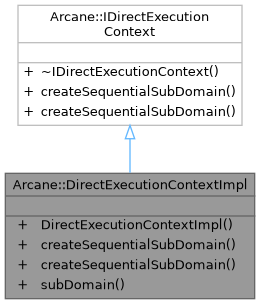 Arcane::IDirectExecution
Context
+ ~IDirectExecutionContext()
+ createSequentialSubDomain()
+ createSequentialSubDomain()
Arcane::DirectExecutionContextImpl
+ DirectExecutionContextImpl()
+ createSequentialSubDomain()
+ createSequentialSubDomain()
+ subDomain()